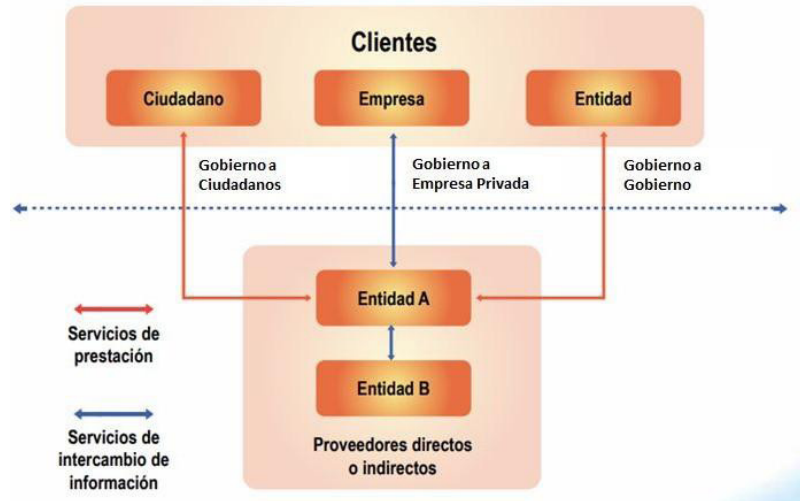 Clientes
Ciudadano
Empresa
Entidad
Gobierno a
Ciudadanos
Gobierno a
Empresa Privada
Gobierno a
Gobierno
Entidad A
Entidad B
Proveedores directos
o indirectos
Servicios de
prestación
Servicios de
intercambio de
información